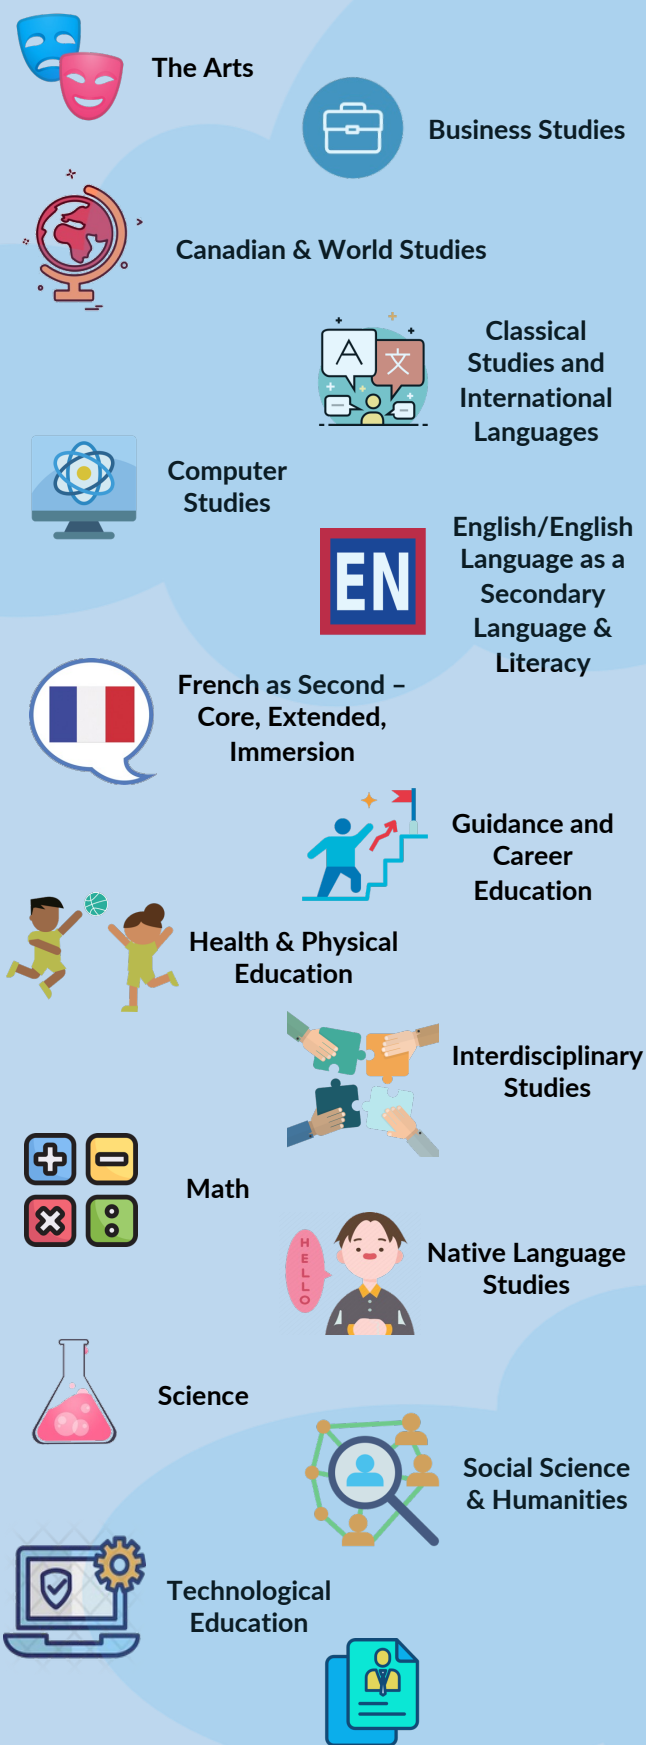 The Arts
Business Studies
Canadian & World Studies
A 文
Classical
Studies and
International
Languages
Computer
Studies
EN
English/English
Language as a
Secondary
Language &
Literacy
French as Second –
Core, Extended,
Immersion
Guidance and
Career
Education
Health & Physical
Education
Interdisciplinary
Studies
Math
HELLO
Native Language
Studies
Science
Social Science
& Humanities
Technological
Education